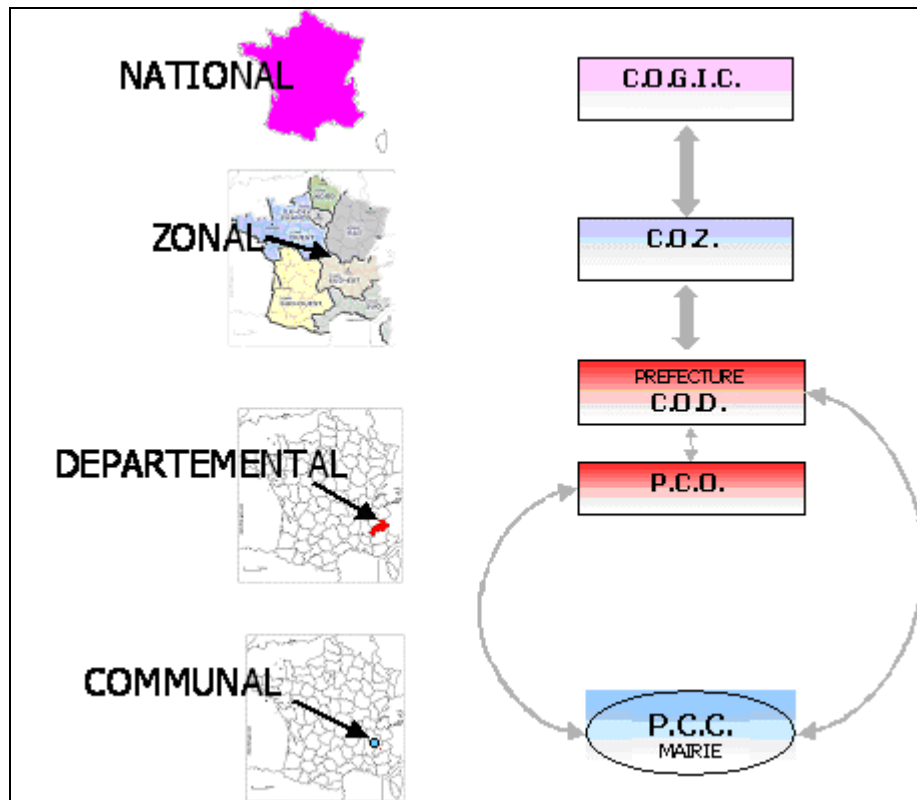 NATIONAL
C.O.G.I.C.
ZONAL
C.O.Z.
PREFECTURE
C.O.D.
DEPARTEMENTAL
P.C.O.
COMMUNAL
P.C.C.
MAIRIE